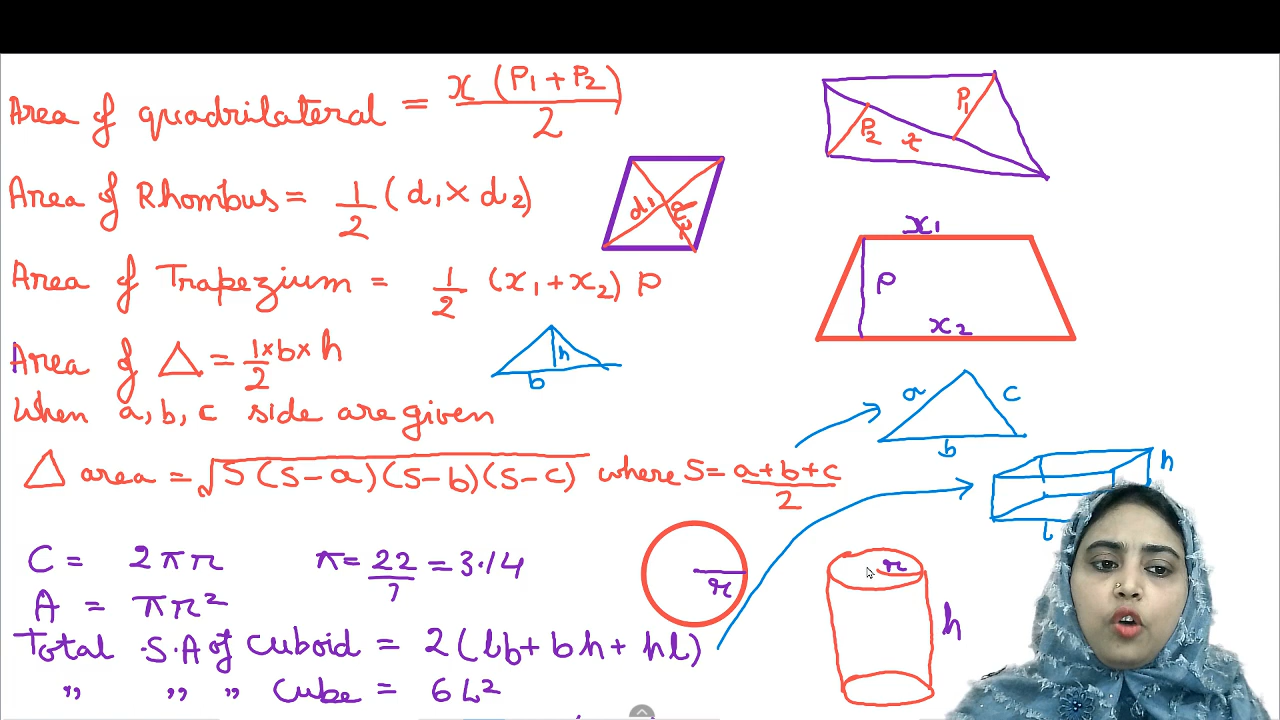 Area of quadrilateral = x (P1 + P2) / 2
P1
P2
x
Area of Rhombus = 1/2 (d1 × d2)
d1
d2
x1
Area of Trapezium = 1/2 (x1 + x2) P
P
x2
Area of △ = 1/2 × b × h
h
b
When a, b, c side are given
a
c
b
△ area = √S (S – a) (S – b) (S – c) where S = a + b + c / 2
h
l
C = 2πr
π = 22/7 = 3.14
r
r
A = πr²
h
Total S.A of cuboid = 2 (lb + bh + hl)
” ” ” cube = 6L²